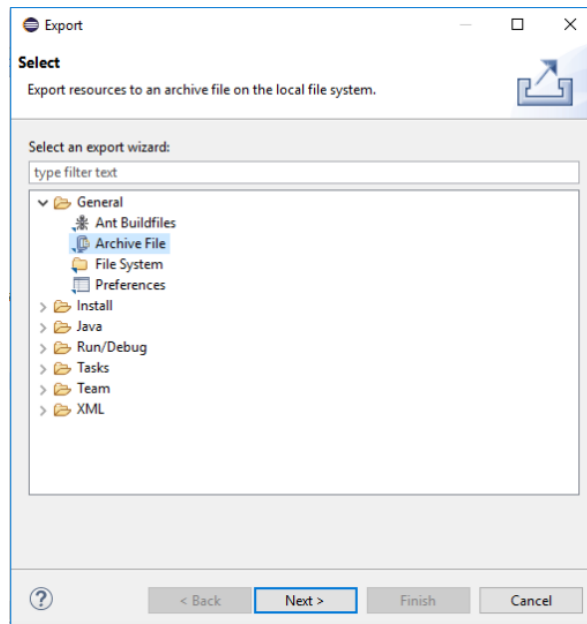 Export
Select
Export resources to an archive file on the local file system.
Select an export wizard:
type filter text
General
Ant Buildfiles
Archive File
File System
Preferences
Install
Java
Run/Debug
Tasks
Team
XML
? < Back Next > Finish Cancel